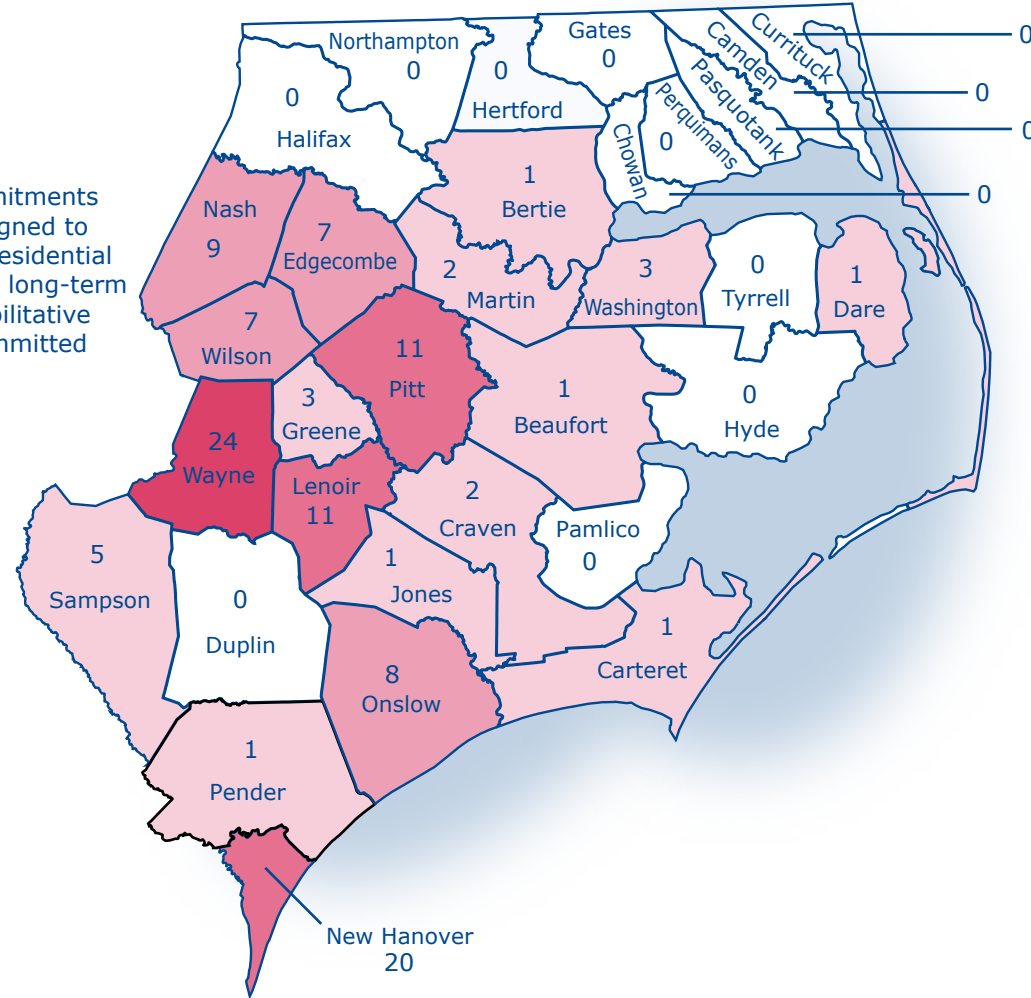 Northampton
0
0
Hertford
Gates
0
Camden
Currituck
0
0
Pasquotank
0
Perquimans
0
Chowan
0
0
Halifax
1
Bertie
Nash
9
7
Edgecombe
2
Martin
3
Washington
0
Tyrrell
1
Dare
itments
gned to
esidential
long-term
ilitative
mmitted
7
Wilson
11
Pitt
3
Greene
1
Beaufort
0
Hyde
24
Wayne
Lenoir
11
2
Craven
Pamlico
0
5
Sampson
0
Duplin
1
Jones
8
Onslow
1
Carteret
1
Pender
New Hanover
20